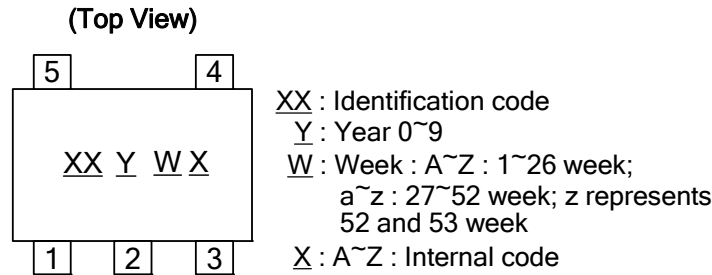 (Top View)
5 4
XX Y W X
1 2 3
XX : Identification code
Y : Year 0~9
W : Week : A~Z : 1~26 week;
a~z : 27~52 week; z represents
52 and 53 week
X : A~Z : Internal code